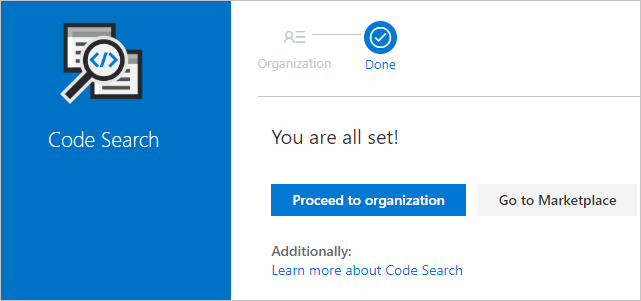 Code Search
Organization
Done
You are all set!
Proceed to organization
Go to Marketplace
Additionally:
Learn more about Code Search